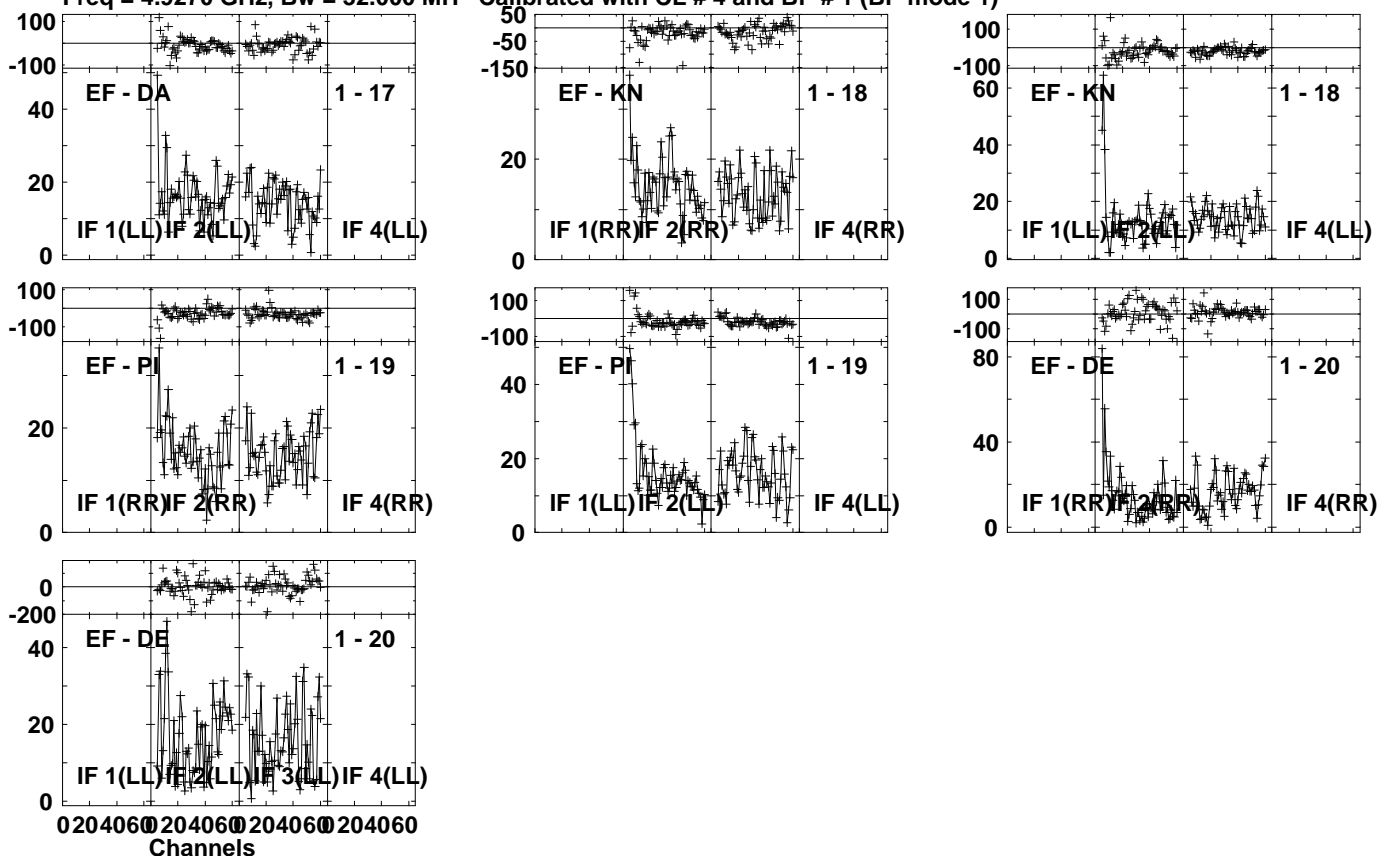 Freq = 4.9270 GHz, Bw = 32.000 MH Calibrated with CL # 4 and BP # 1 (BP mode 1)
100
-100
EF - DA 1 - 17
40
20
0
IF 1(LL) IF 2(LL) IF 4(LL)
50
-50
-150
EF - KN 1 - 18
20
0
IF 1(RR) IF 2(RR) IF 4(RR)
100
-100
EF - KN 1 - 18
60
40
20
0
IF 1(LL) IF 2(LL) IF 4(LL)
100
-100
EF - PI 1 - 19
20
0
IF 1(RR) IF 2(RR) IF 4(RR)
100
-100
EF - PI 1 - 19
40
20
0
IF 1(LL) IF 2(LL) IF 4(LL)
100
-100
EF - DE 1 - 20
80
40
0
IF 1(RR) IF 2(RR) IF 4(RR)
0
-200
EF - DE 1 - 20
40
20
0
IF 1(LL) IF 2(LL) IF 3(LL) IF 4(LL)
0 20 40 60 0 20 40 60 0 20 40 60 0 20 40 60
Channels